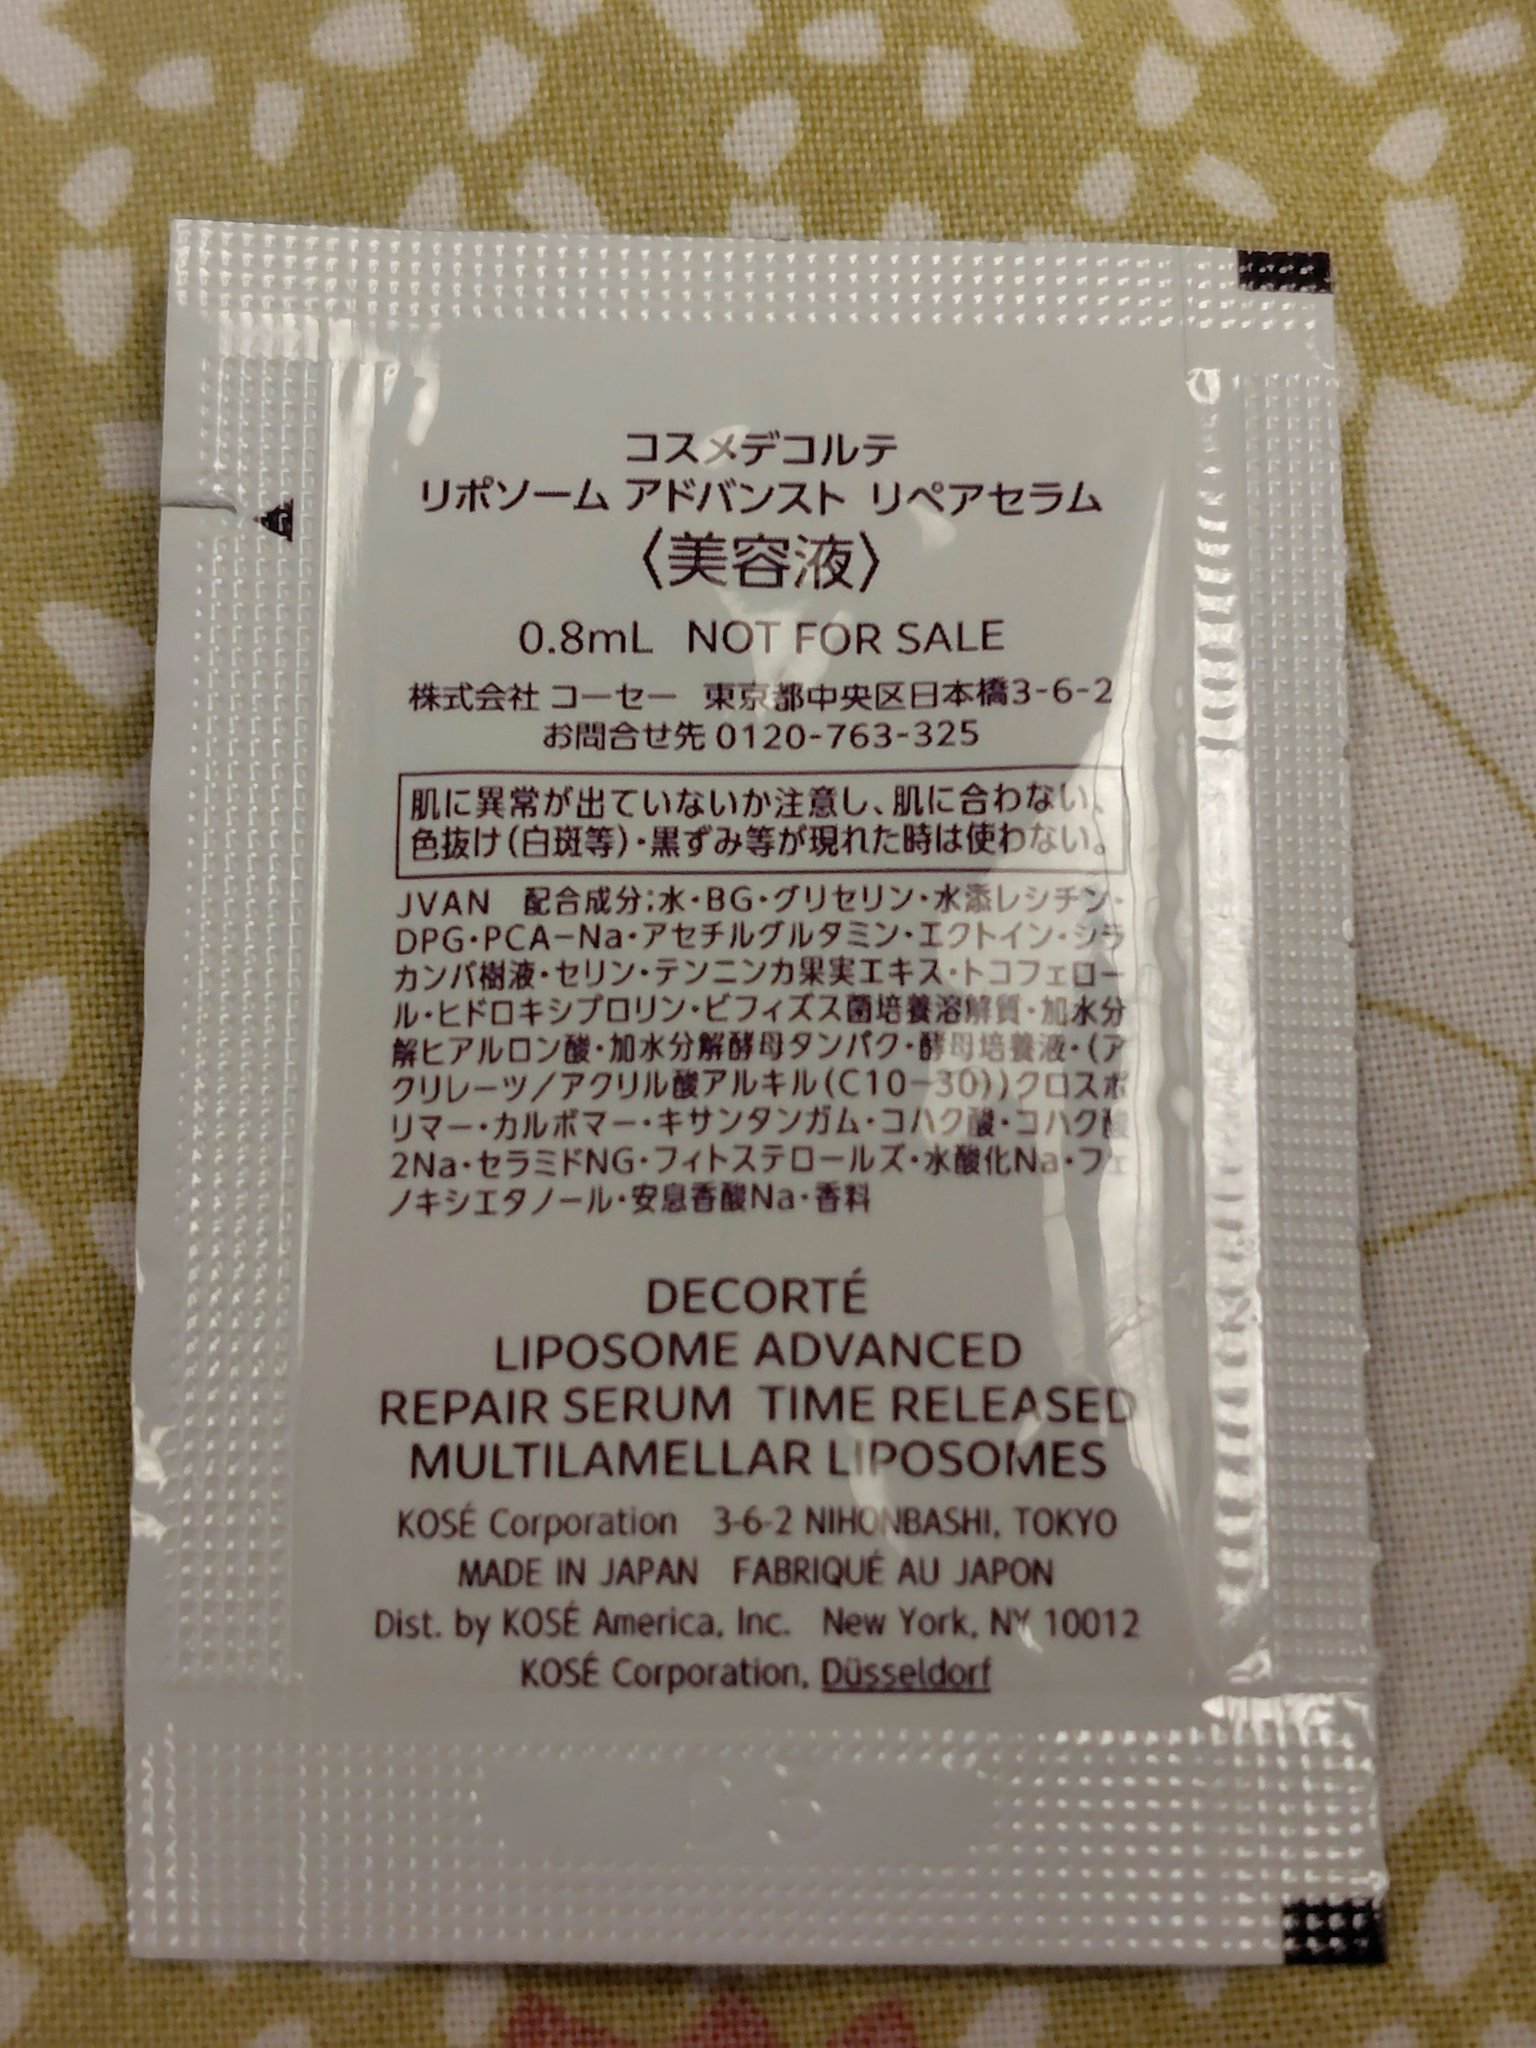 コスメデコルテ
リポソーム アドバンスト リペアセラム
〈美容液〉
0.8mL NOT FOR SALE
株式会社 コーセー 東京都中央区日本橋3-6-2
お問合せ先 0120-763-325
肌に異常が出ていないか注意し、肌に合わない、
色抜け(白斑等)・黒ずみ等が現れた時は使わない。
JVAN 配合成分:水・BG・グリセリン・水添レシチン・
DPG・PCA-Na・アセチルグルタミン・エクトイン・シラ
カンバ樹液・セリン・テンニンカ果実エキス・トコフェロー
ル・ヒドロキシプロリン・ビフィズス菌培養溶解質・加水分
解ヒアルロン酸・加水分解酵母タンパク・酵母培養液・(ア
クリレーツ/アクリル酸アルキル(C10-30))クロスポ
リマー・カルボマー・キサンタンガム・コハク酸・コハク酸
2Na・セラミドNG・フィトステロールズ・水酸化Na・フェ
ノキシエタノール・安息香酸Na・香料
DECORTÉ
LIPOSOME ADVANCED
REPAIR SERUM TIME RELEASED
MULTILAMELLAR LIPOSOMES
KOSÉ Corporation 3-6-2 NIHONBASHI, TOKYO
MADE IN JAPAN FABRIQUÉ AU JAPON
Dist. by KOSÉ America, Inc. New York, NY 10012
KOSÉ Corporation, Düsseldorf